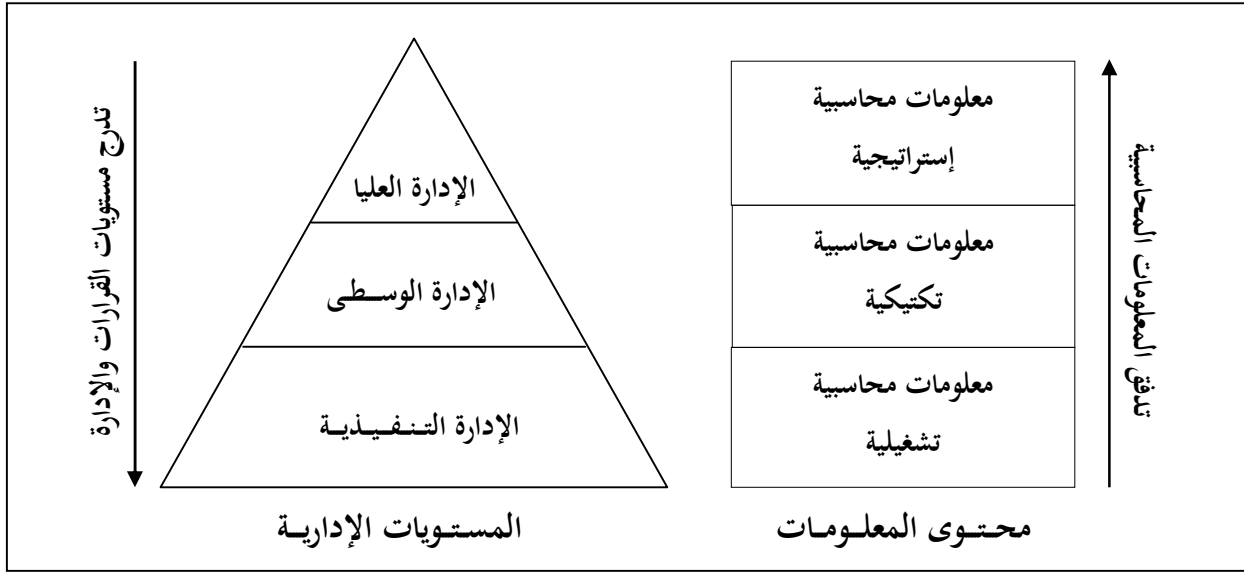 معلومات محاسبية
إستراتيجية
معلومات محاسبية
تكتيكية
معلومات محاسبية
تشغيلية
محتوى المعلومات
تدفق المعلومات المحاسبية
الإدارة العليا
الإدارة الوسطى
الإدارة التنفيذية
المستويات الإدارية
تدرج مستويات القرارات والإدارة